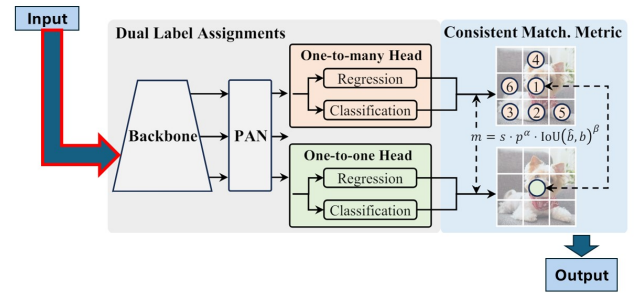 Input
Dual Label Assignments
Consistent Match. Metric
One-to-many Head
Regression
Classification
Backbone
PAN
One-to-one Head
Regression
Classification
4
6 1
3 2 5
m = s · p^α · IoU(b̂, b)^β
Output